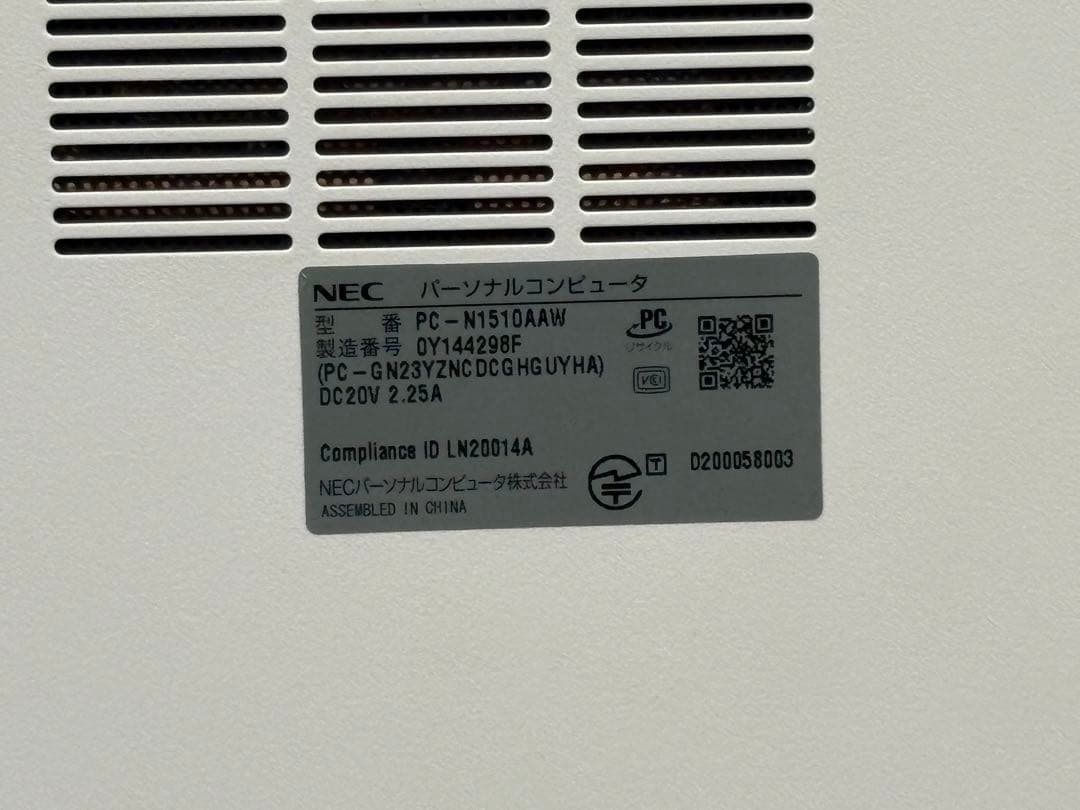 NEC パーソナルコンピュータ
型 番 PC-N1510AAW
製造番号 0Y144298F
(PC-GN23YZNCDCGHGUYHA)
DC20V 2.25A
PC
リサイクル
VCI
Compliance ID LN20014A
NECパーソナルコンピュータ株式会社
ASSEMBLED IN CHINA
T
D200058003